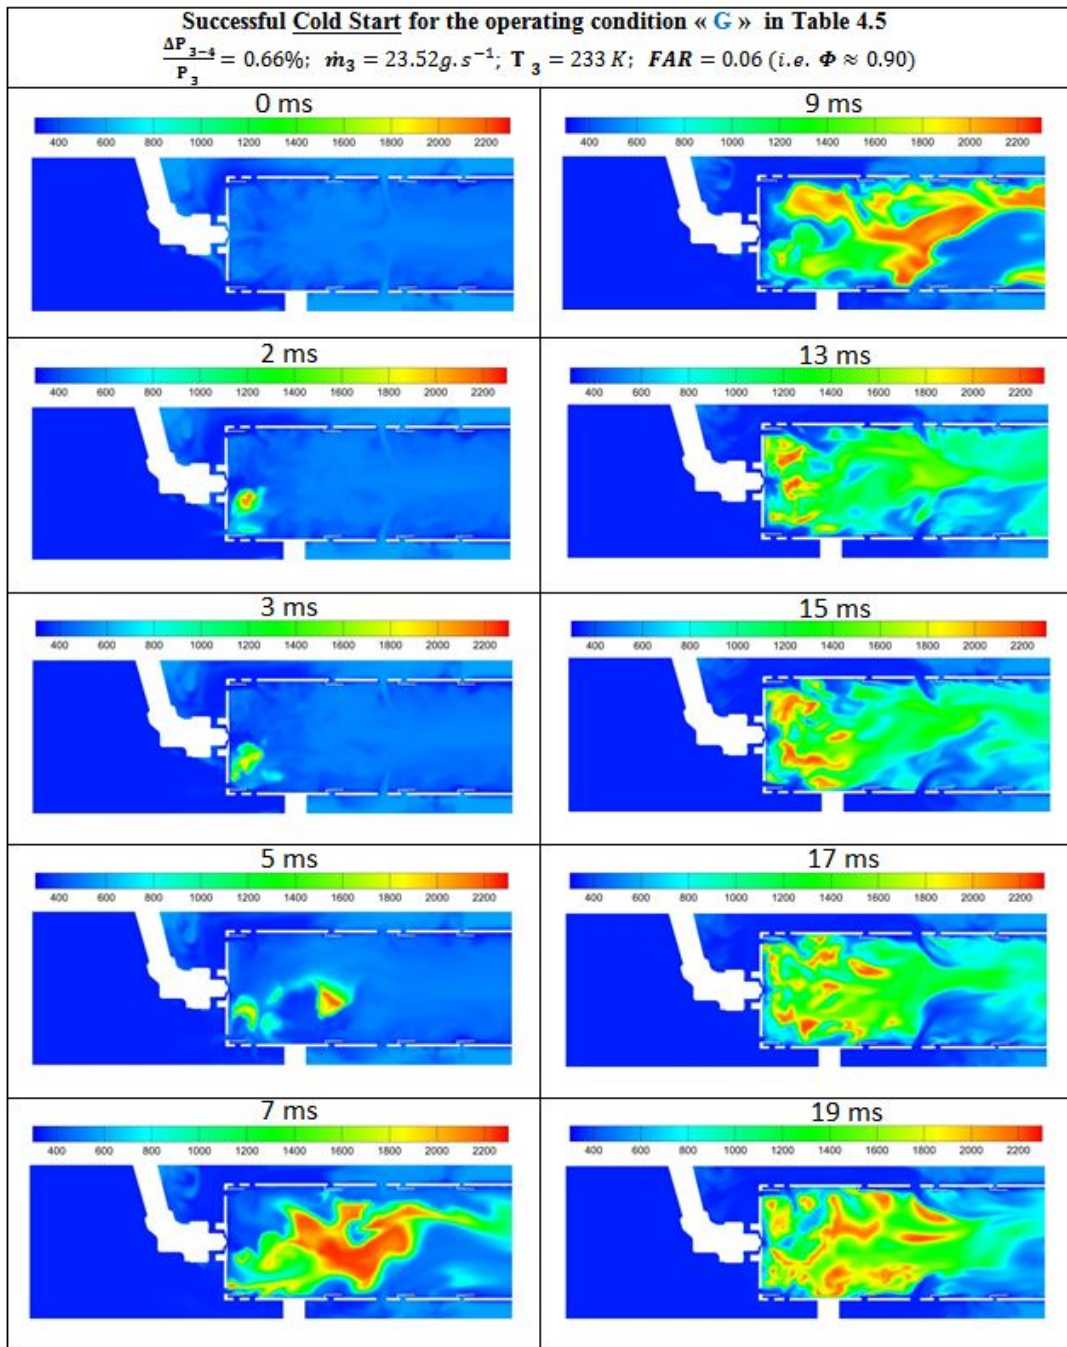 Successful Cold Start for the operating condition « G » in Table 4.5
ΔP₃₋₄/P₃ = 0.66%; ṁ₃ = 23.52g.s⁻¹; T ₃ = 233 K; FAR = 0.06 (i.e. Φ ≈ 0.90)
0 ms
400 600 800 1000 1200 1400 1600 1800 2000 2200
9 ms
400 600 800 1000 1200 1400 1600 1800 2000 2200
2 ms
400 600 800 1000 1200 1400 1600 1800 2000 2200
13 ms
400 600 800 1000 1200 1400 1600 1800 2000 2200
3 ms
400 600 800 1000 1200 1400 1600 1800 2000 2200
15 ms
400 600 800 1000 1200 1400 1600 1800 2000 2200
5 ms
400 600 800 1000 1200 1400 1600 1800 2000 2200
17 ms
400 600 800 1000 1200 1400 1600 1800 2000 2200
7 ms
400 600 800 1000 1200 1400 1600 1800 2000 2200
19 ms
400 600 800 1000 1200 1400 1600 1800 2000 2200